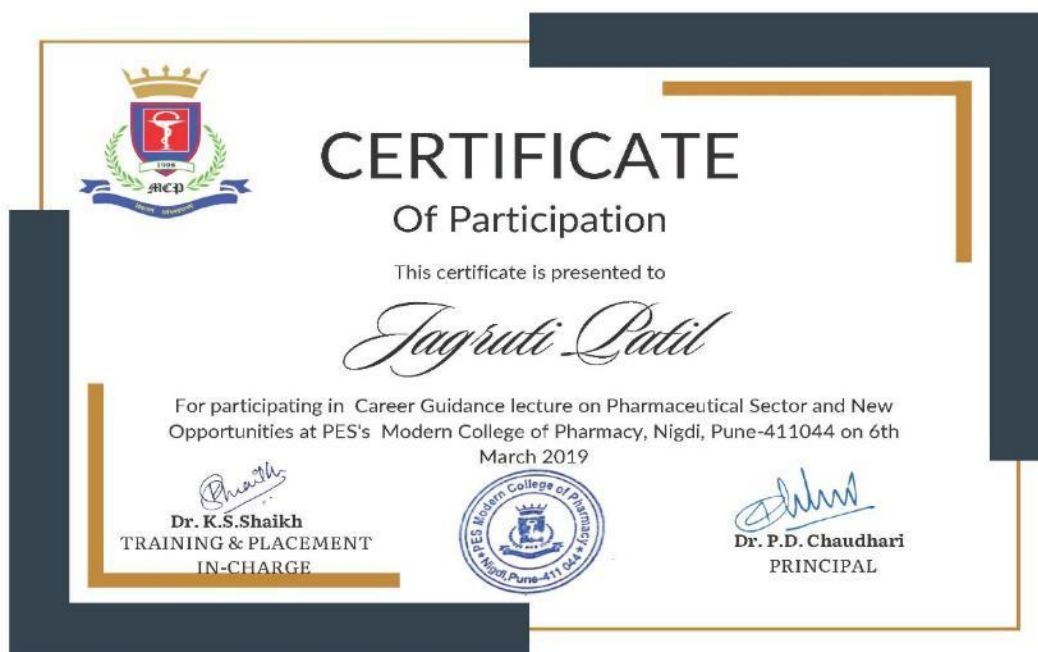 1998
MCP
CERTIFICATE
Of Participation
This certificate is presented to
Jagruti Patil
For participating in Career Guidance lecture on Pharmaceutical Sector and New
Opportunities at PES's Modern College of Pharmacy, Nigdi, Pune-411044 on 6th
March 2019
Dr. K.S.Shaikh
TRAINING & PLACEMENT
IN-CHARGE
PES Modern College of Pharmacy
Nigdi, Pune-411 044
Dr. P.D. Chaudhari
PRINCIPAL